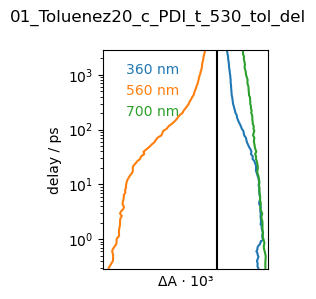 01_Toluenez20_c_PDI_t_530_tol_del
10³
360 nm
560 nm
10²
700 nm
delay / ps
10¹
10⁰
ΔA · 10³